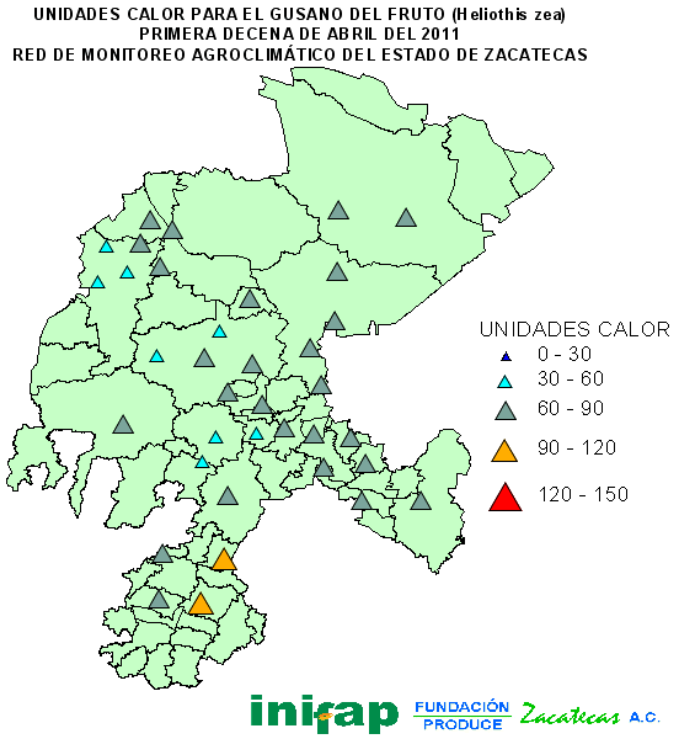 UNIDADES CALOR PARA EL GUSANO DEL FRUTO (Heliothis zea)
PRIMERA DECENA DE ABRIL DEL 2011
RED DE MONITOREO AGROCLIMÁTICO DEL ESTADO DE ZACATECAS
UNIDADES CALOR
0 - 30
30 - 60
60 - 90
90 - 120
120 - 150
inifap
FUNDACIÓN
PRODUCE
Zacatecas A.C.